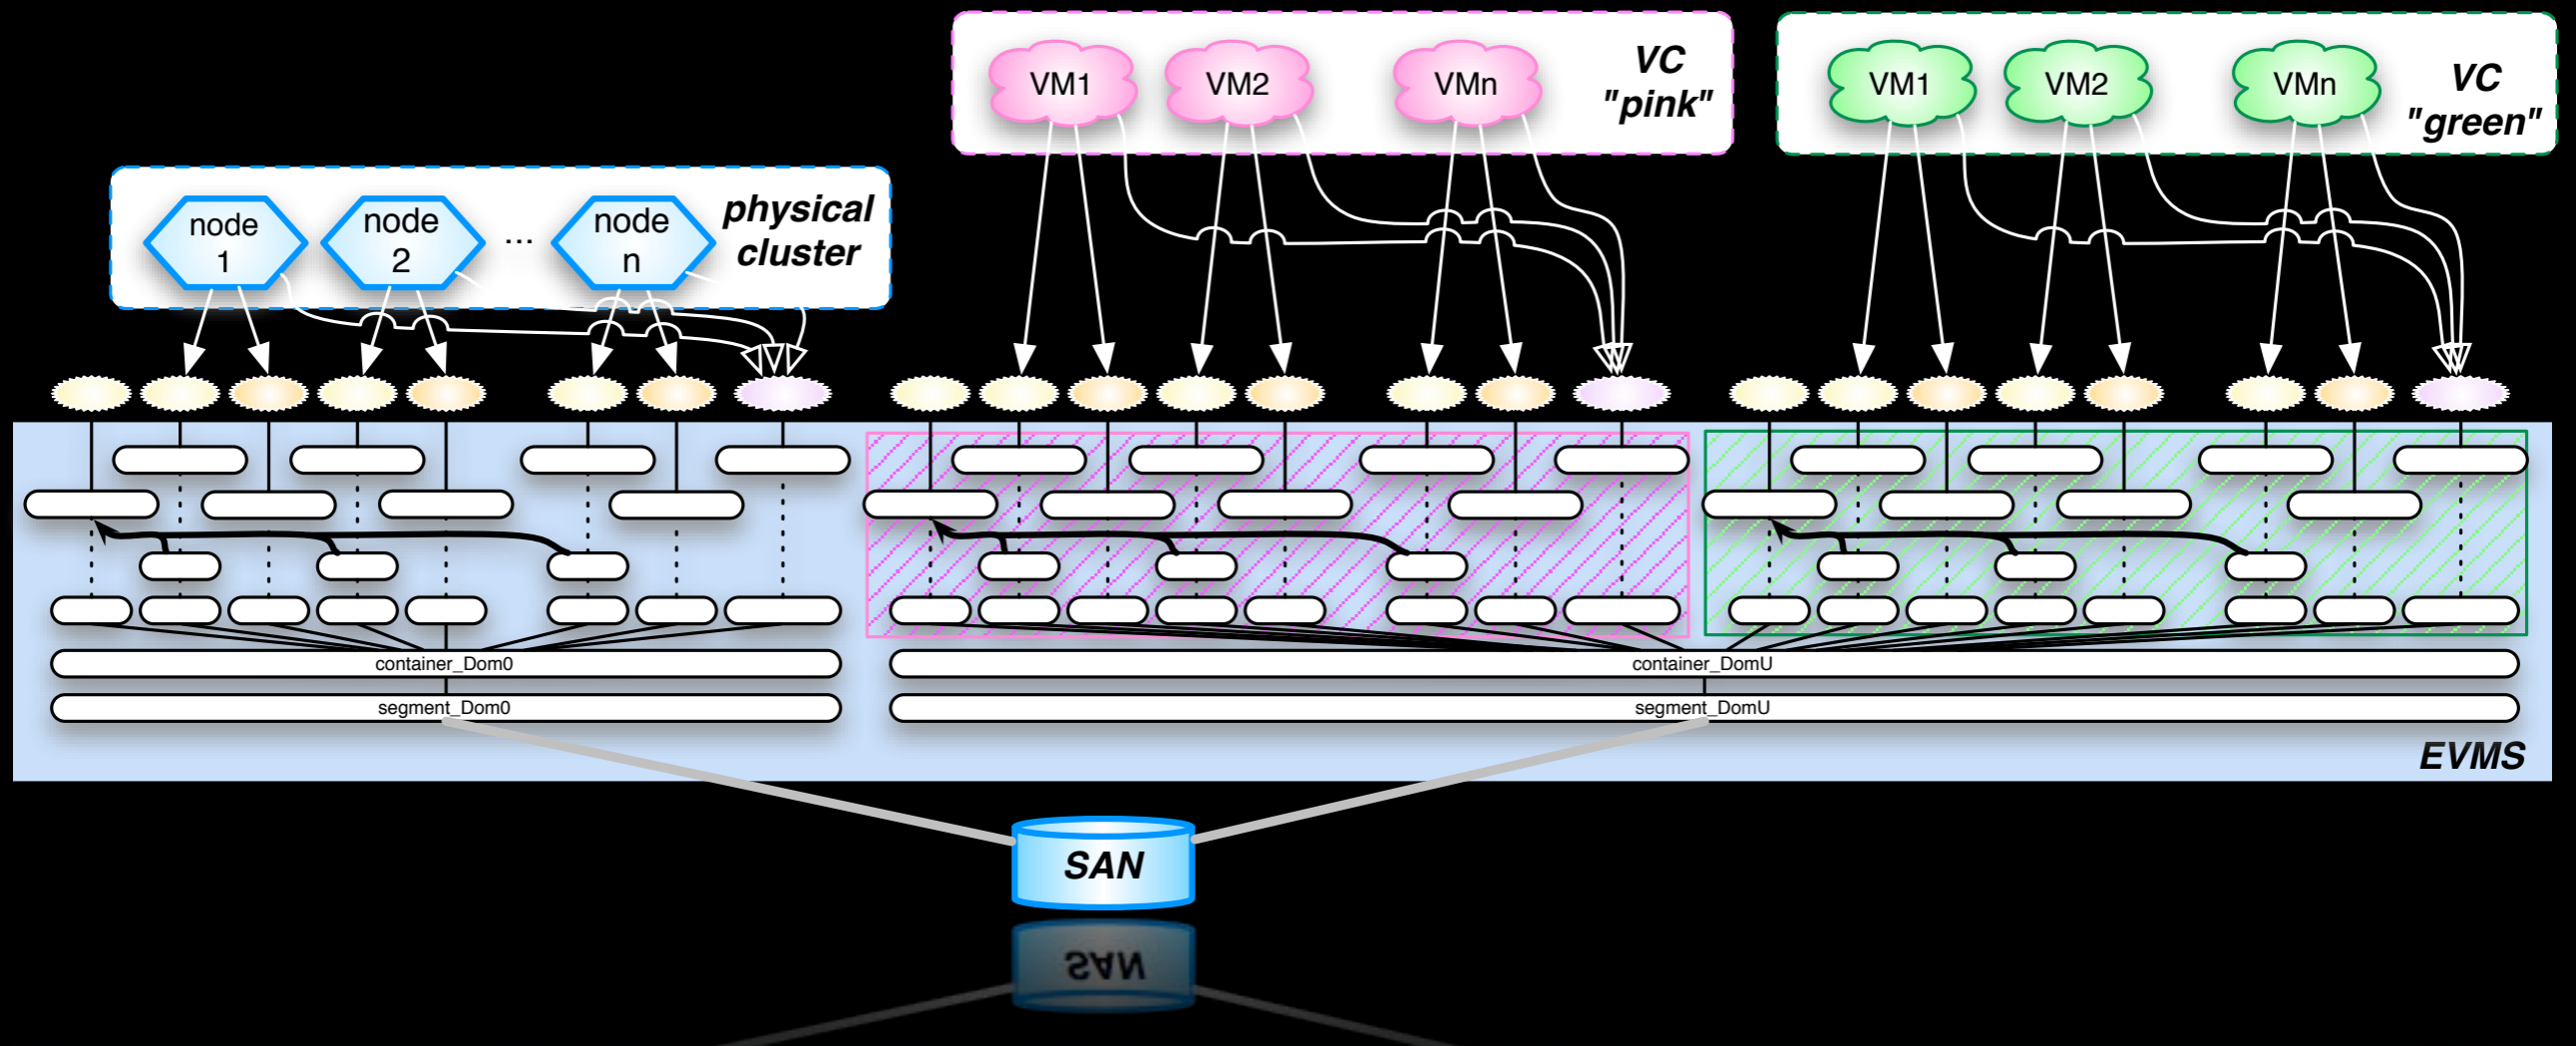 VM1
VM2
VMn
VC
"pink"
VM1
VM2
VMn
VC
"green"
node
1
node
2
...
node
n
physical
cluster
container_Dom0
container_DomU
segment_Dom0
segment_DomU
EVMS
SAN
SAN